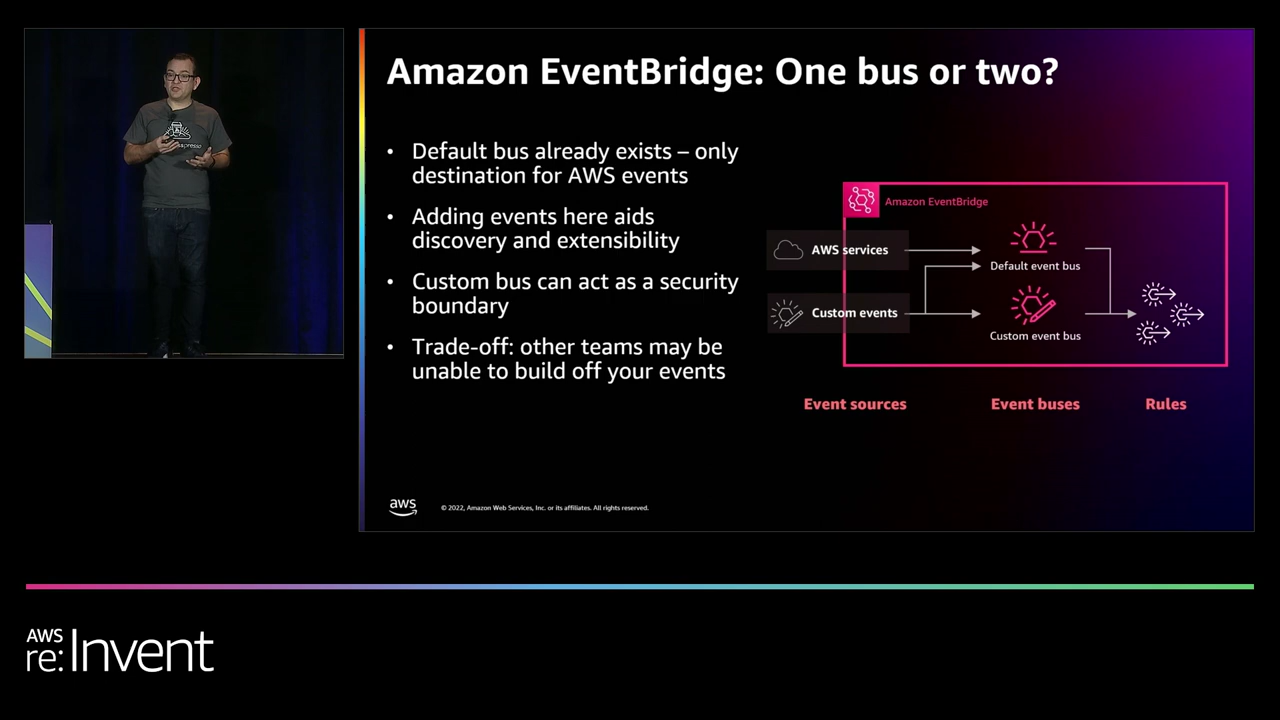 Amazon EventBridge: One bus or two?
• Default bus already exists – only
destination for AWS events
• Adding events here aids
discovery and extensibility
• Custom bus can act as a security
boundary
• Trade-off: other teams may be
unable to build off your events
Amazon EventBridge
AWS services
Default event bus
Custom events
Custom event bus
Event sources
Event buses
Rules
aws
© 2022, Amazon Web Services, Inc. or its affiliates. All rights reserved.
AWS
re:Invent